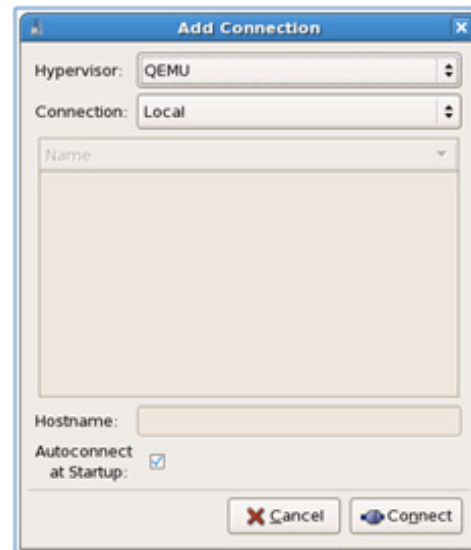 Add Connection
Hypervisor: QEMU
Connection: Local
Name
Hostname:
Autoconnect
at Startup:
Cancel Connect